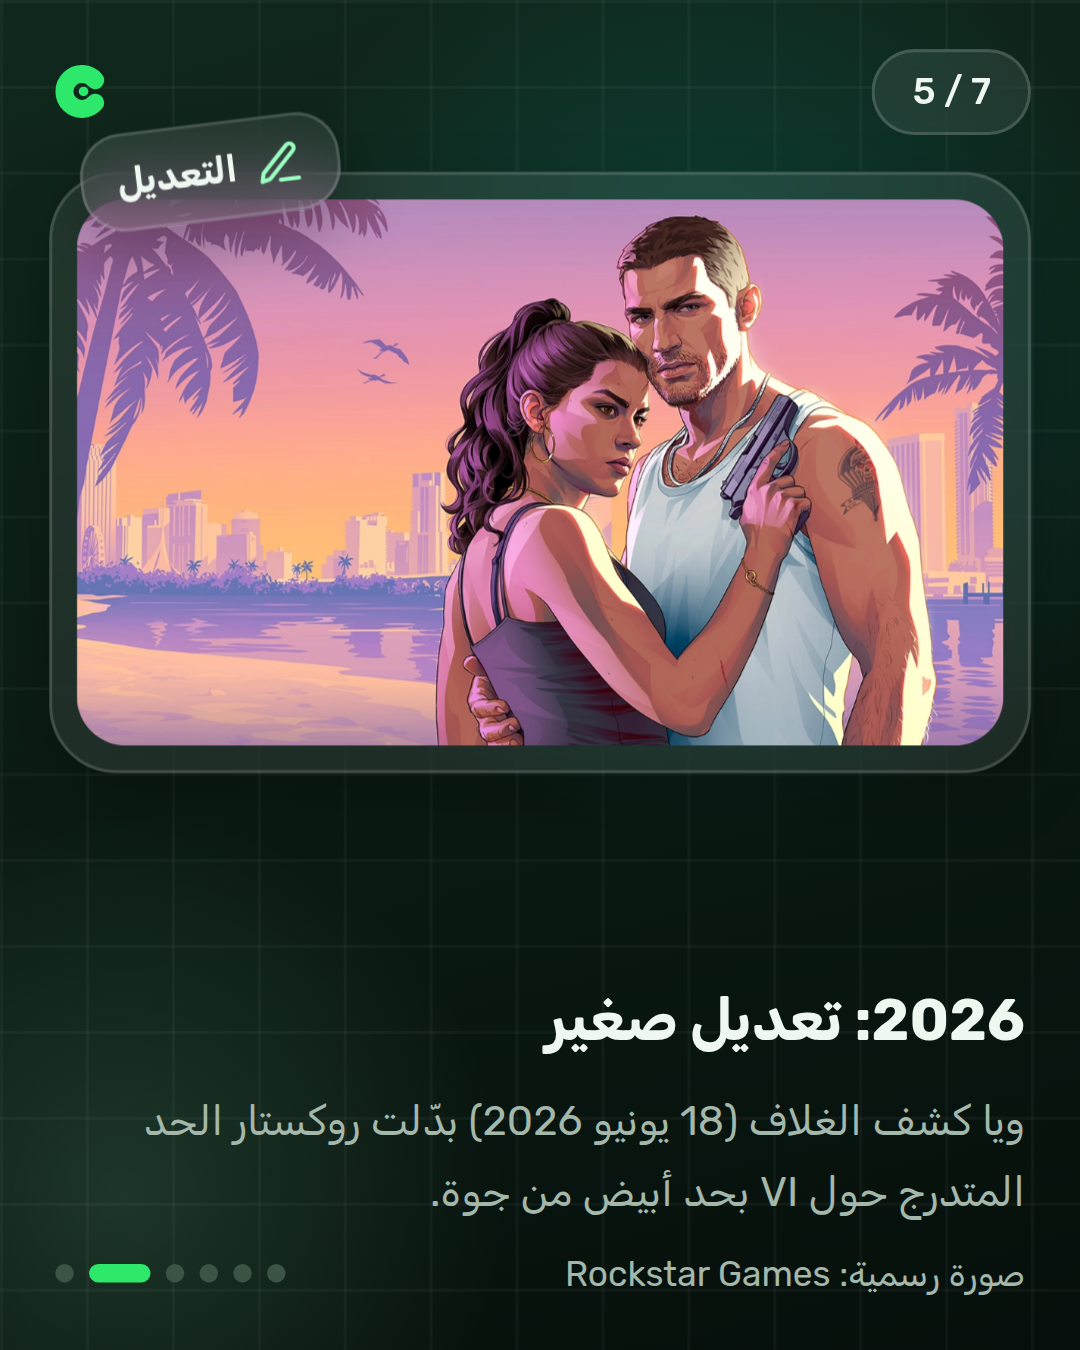 5 / 7
التعديل
2026: تعديل صغير
ويا كشف الغلاف (18 يونيو 2026) بدّلت روكستار الحد
المتدرج حول VI بحد أبيض من جوة.
صورة رسمية: Rockstar Games